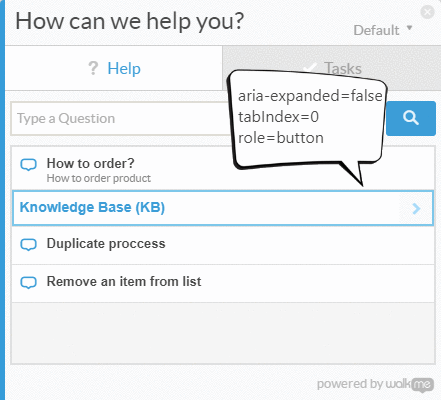 How can we help you?
Default
? Help
Tasks
aria-expanded=false
tabIndex=0
role=button
Type a Question
How to order?
How to order product
Knowledge Base (KB)
Duplicate proccess
Remove an item from list
powered by walkme